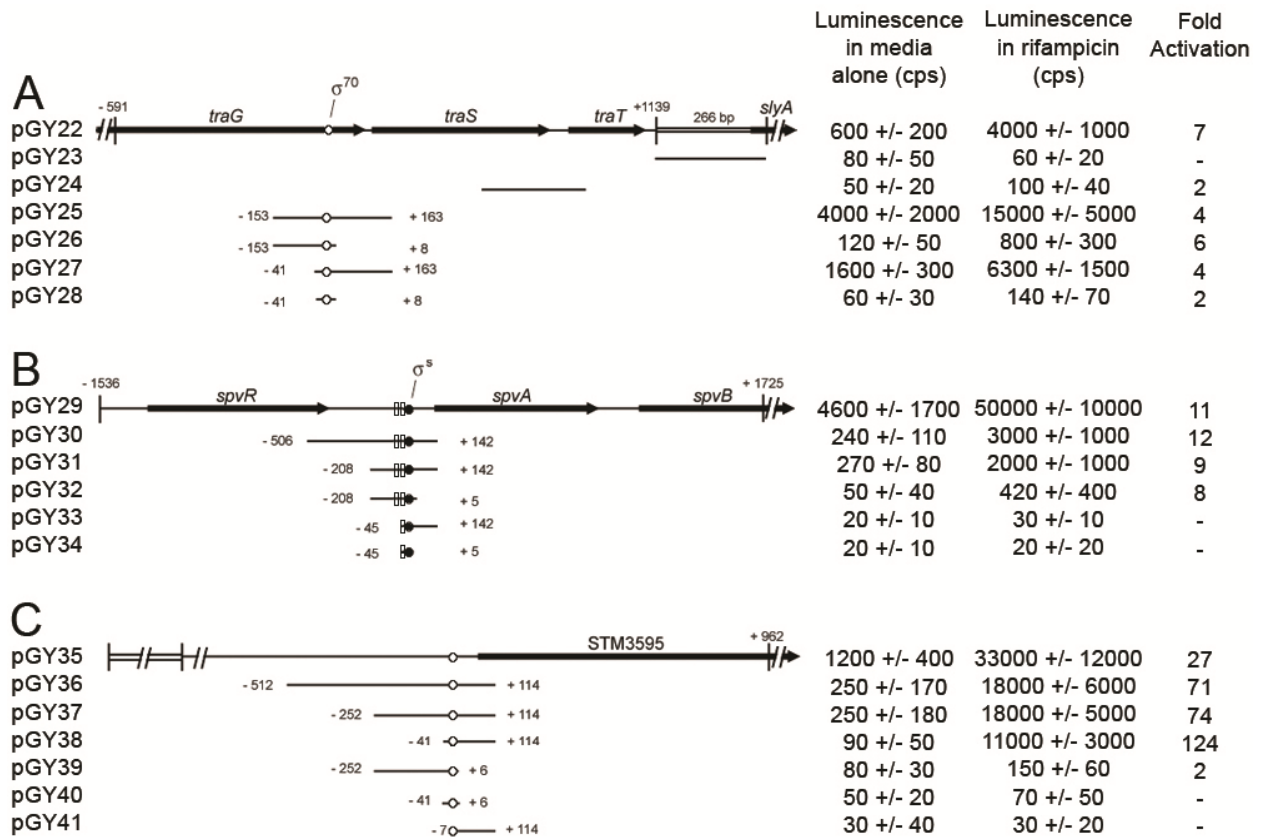 Luminescence in media alone (cps)
Luminescence in rifampicin (cps)
Fold Activation
A
σ70
- 591
traG
traS
traT
+1139
266 bp
slyA
pGY22
600 +/- 200
4000 +/- 1000
7
pGY23
80 +/- 50
60 +/- 20
-
pGY24
50 +/- 20
100 +/- 40
2
pGY25
- 153
+ 163
4000 +/- 2000
15000 +/- 5000
4
pGY26
- 153
+ 8
120 +/- 50
800 +/- 300
6
pGY27
- 41
+ 163
1600 +/- 300
6300 +/- 1500
4
pGY28
- 41
+ 8
60 +/- 30
140 +/- 70
2
B
σs
- 1536
spvR
spvA
spvB
+ 1725
pGY29
4600 +/- 1700
50000 +/- 10000
11
pGY30
- 506
+ 142
240 +/- 110
3000 +/- 1000
12
pGY31
- 208
+ 142
270 +/- 80
2000 +/- 1000
9
pGY32
- 208
+ 5
50 +/- 40
420 +/- 400
8
pGY33
- 45
+ 142
20 +/- 10
30 +/- 10
-
pGY34
- 45
+ 5
20 +/- 10
20 +/- 20
-
C
STM3595
+ 962
pGY35
1200 +/- 400
33000 +/- 12000
27
pGY36
- 512
+ 114
250 +/- 170
18000 +/- 6000
71
pGY37
- 252
+ 114
250 +/- 180
18000 +/- 5000
74
pGY38
- 41
+ 114
90 +/- 50
11000 +/- 3000
124
pGY39
- 252
+ 6
80 +/- 30
150 +/- 60
2
pGY40
- 41
+ 6
50 +/- 20
70 +/- 50
-
pGY41
- 7
+ 114
30 +/- 40
30 +/- 20
-